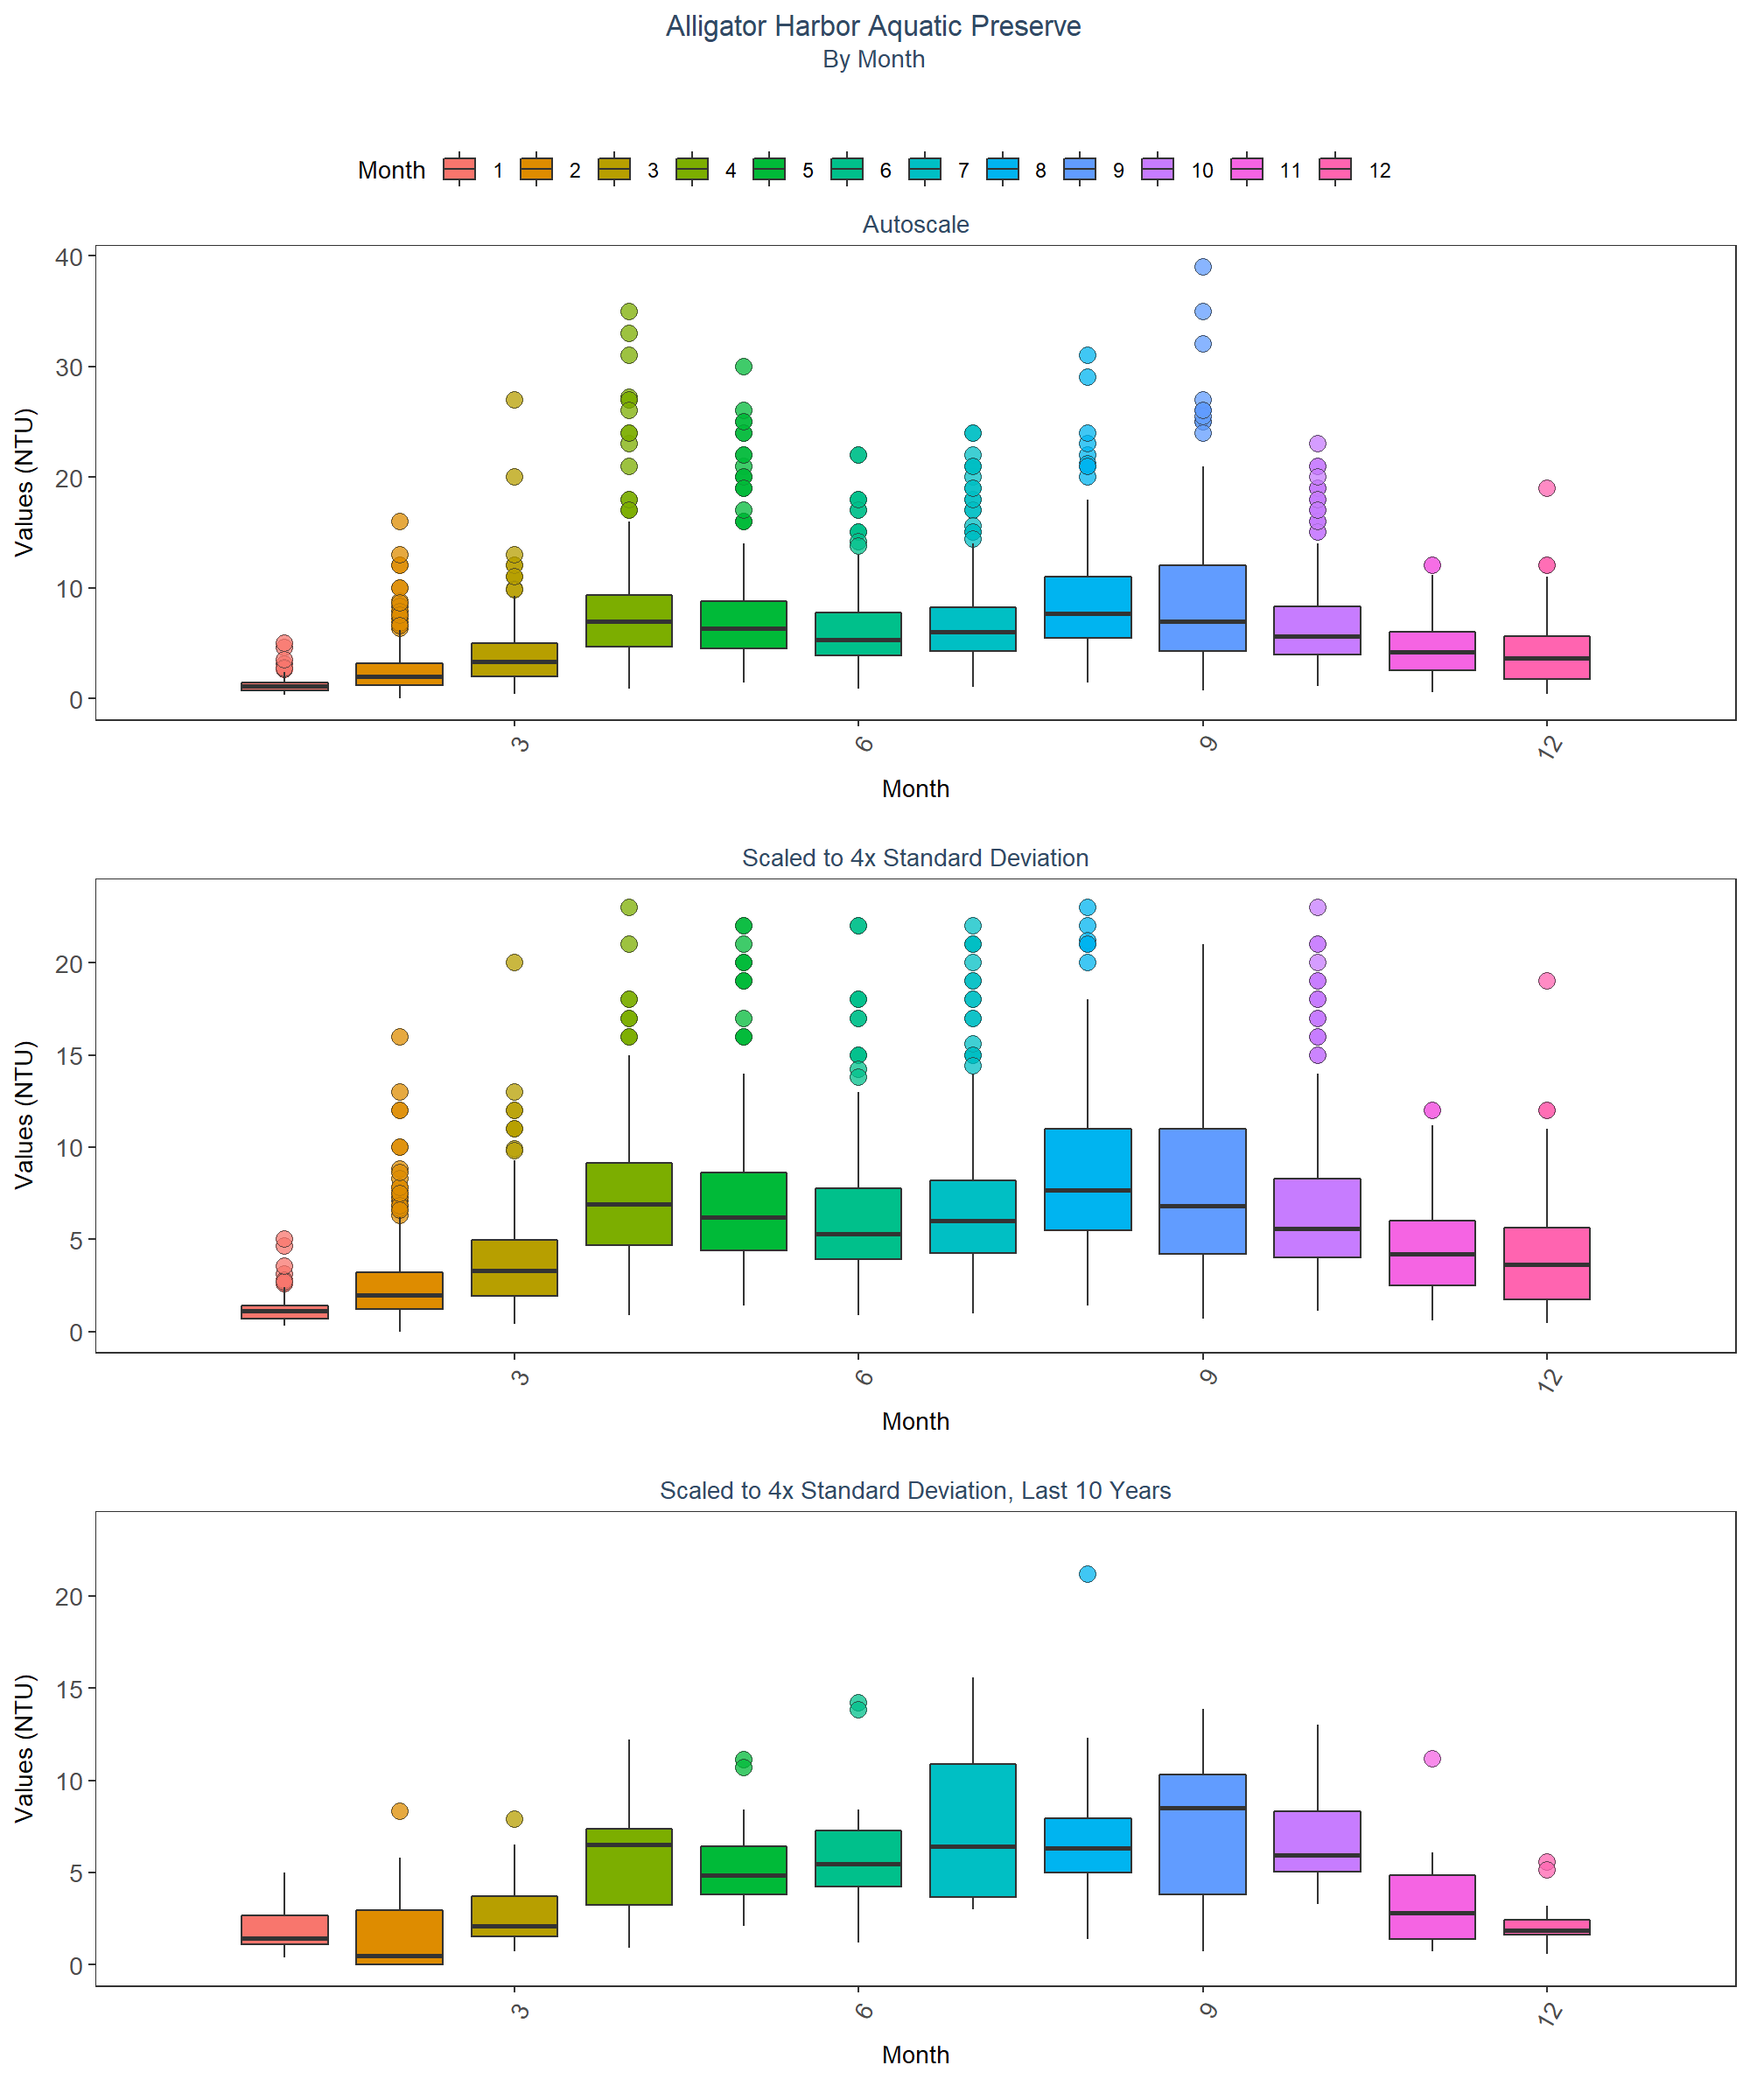 Alligator Harbor Aquatic Preserve
By Month
Month 1 2 3 4 5 6 7 8 9 10 11 12
Autoscale
Values (NTU)
40
30
20
10
0
3 6 9 12
Month
Scaled to 4x Standard Deviation
Values (NTU)
20
15
10
5
0
3 6 9 12
Month
Scaled to 4x Standard Deviation, Last 10 Years
Values (NTU)
20
15
10
5
0
3 6 9 12
Month